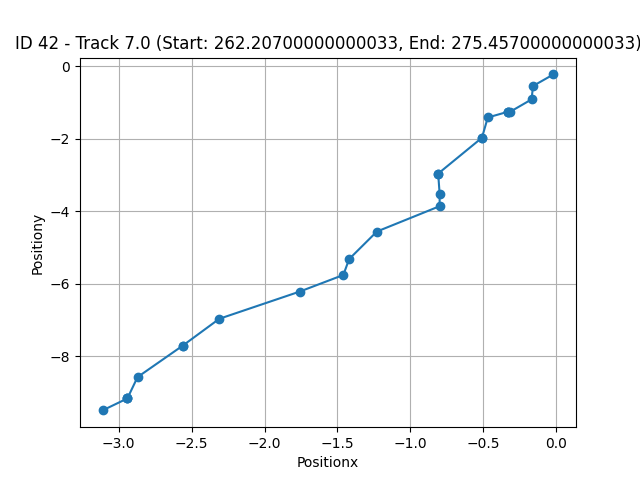 ID 42 - Track 7.0 (Start: 262.20700000000033, End: 275.45700000000033)
0
−2
−4
−6
−8
Positiony
−3.0 −2.5 −2.0 −1.5 −1.0 −0.5 0.0
Positionx